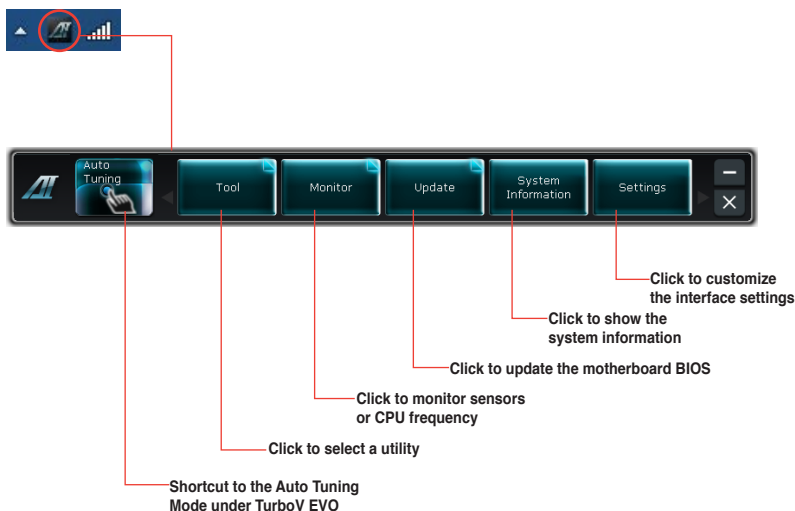 Auto
Tuning
Tool
Monitor
Update
System
Information
Settings
Click to customize
the interface settings
Click to show the
system information
Click to update the motherboard BIOS
Click to monitor sensors
or CPU frequency
Click to select a utility
Shortcut to the Auto Tuning
Mode under TurboV EVO